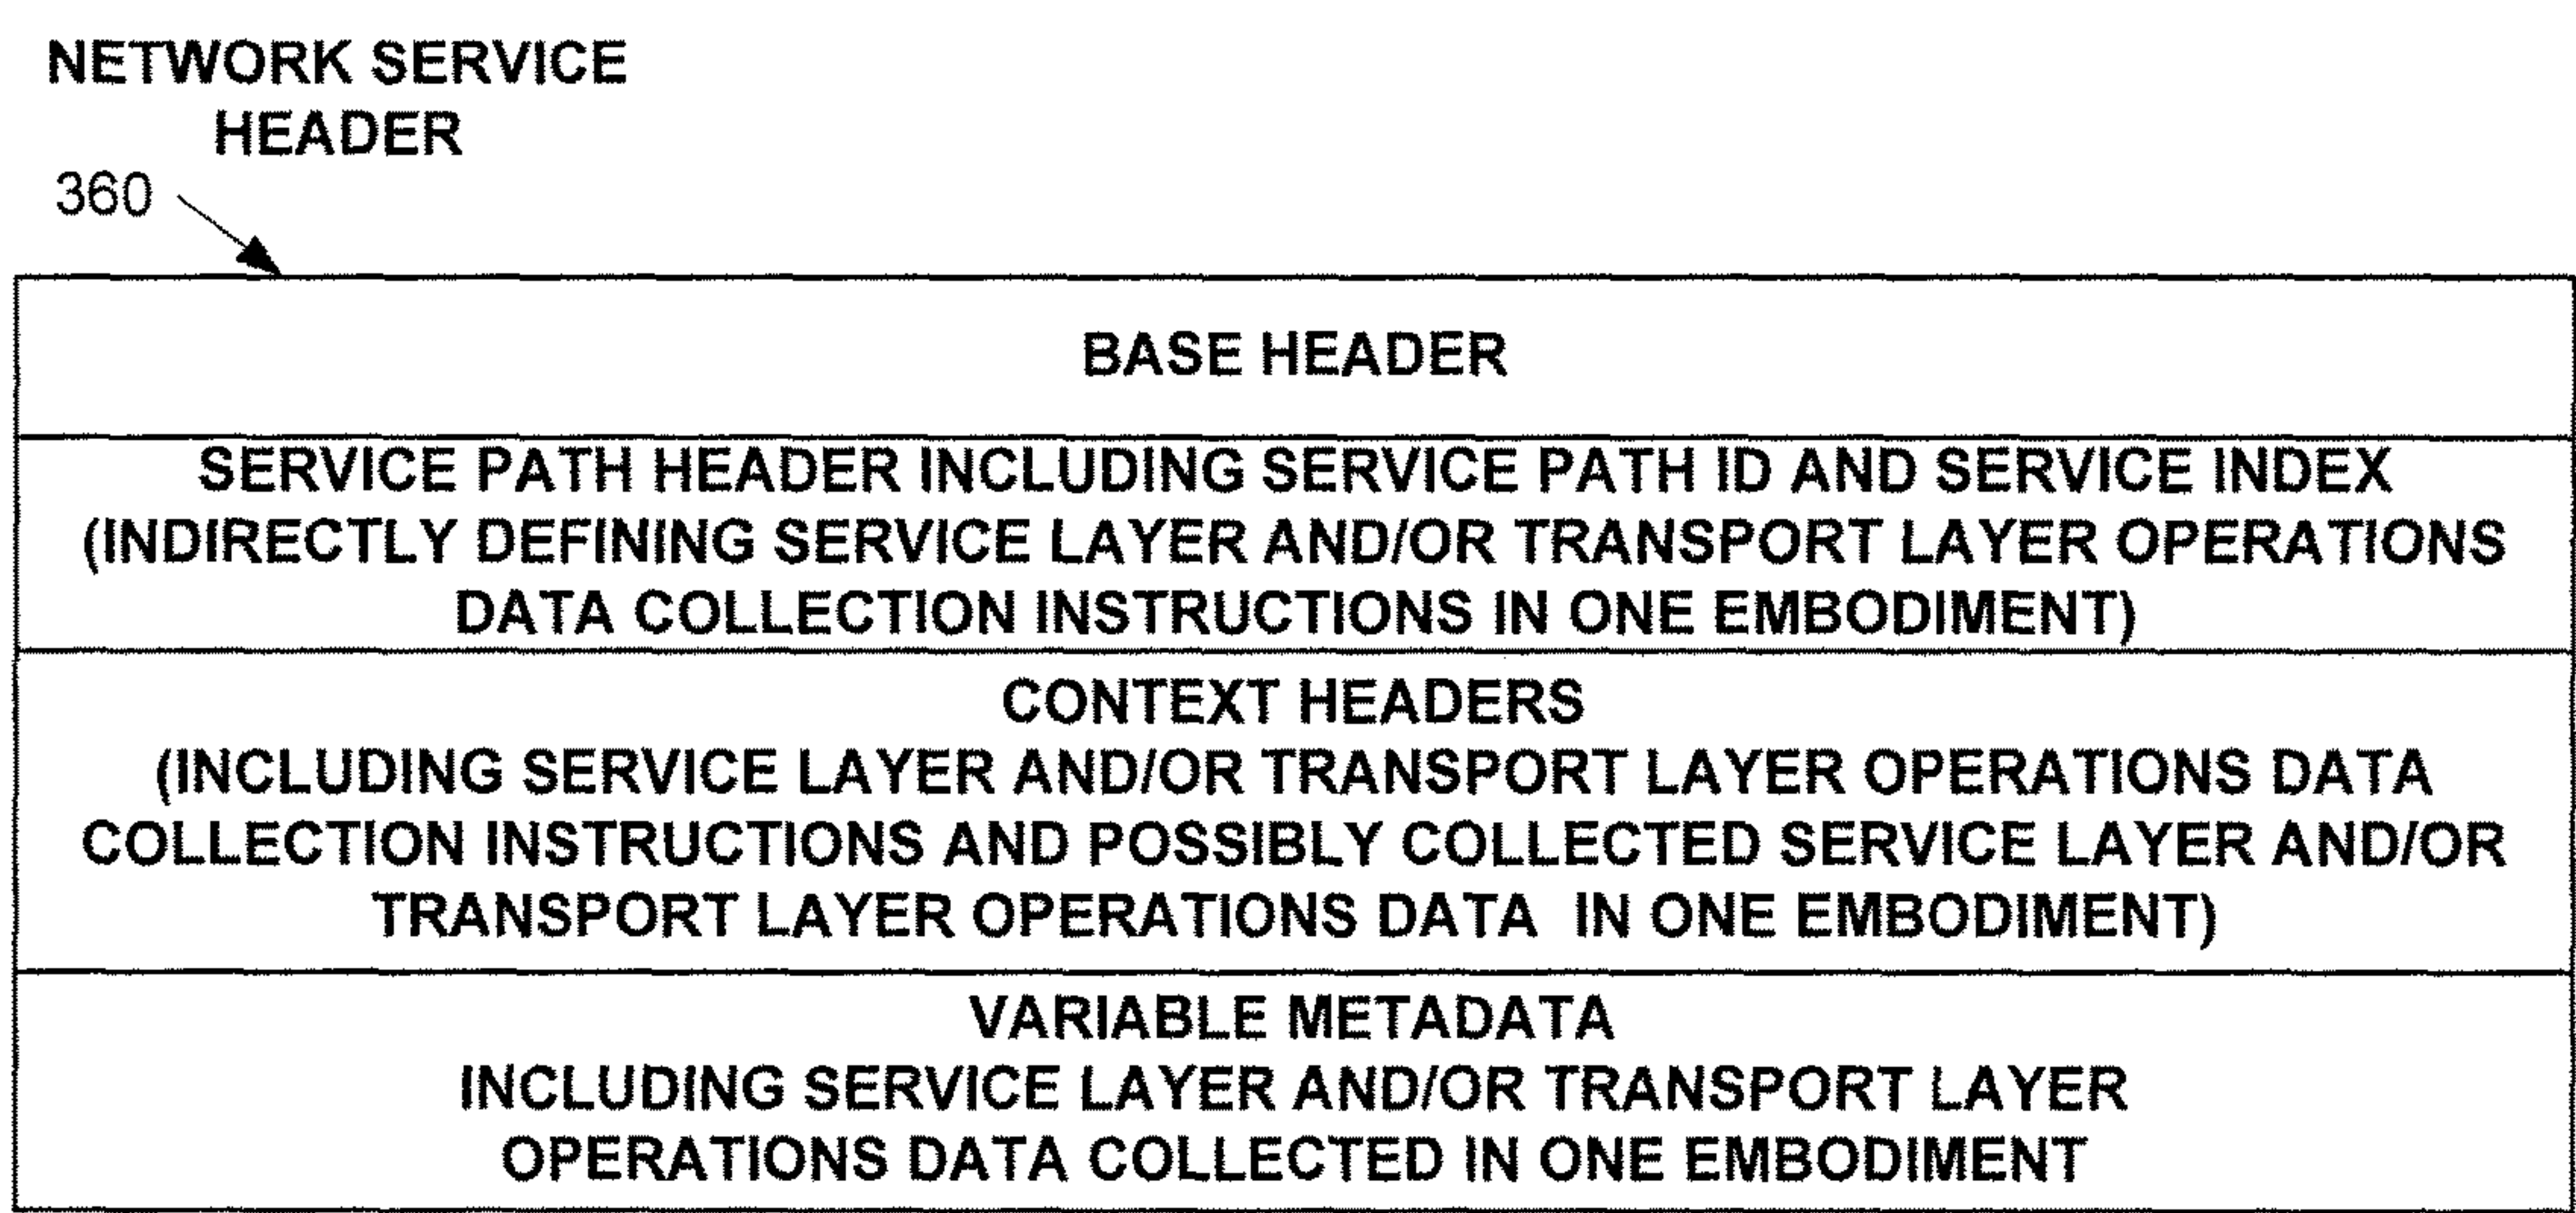 NETWORK SERVICE
HEADER
360
BASE HEADER
SERVICE PATH HEADER INCLUDING SERVICE PATH ID AND SERVICE INDEX
(INDIRECTLY DEFINING SERVICE LAYER AND/OR TRANSPORT LAYER OPERATIONS
DATA COLLECTION INSTRUCTIONS IN ONE EMBODIMENT)
CONTEXT HEADERS
(INCLUDING SERVICE LAYER AND/OR TRANSPORT LAYER OPERATIONS DATA
COLLECTION INSTRUCTIONS AND POSSIBLY COLLECTED SERVICE LAYER AND/OR
TRANSPORT LAYER OPERATIONS DATA IN ONE EMBODIMENT)
VARIABLE METADATA
INCLUDING SERVICE LAYER AND/OR TRANSPORT LAYER
OPERATIONS DATA COLLECTED IN ONE EMBODIMENT